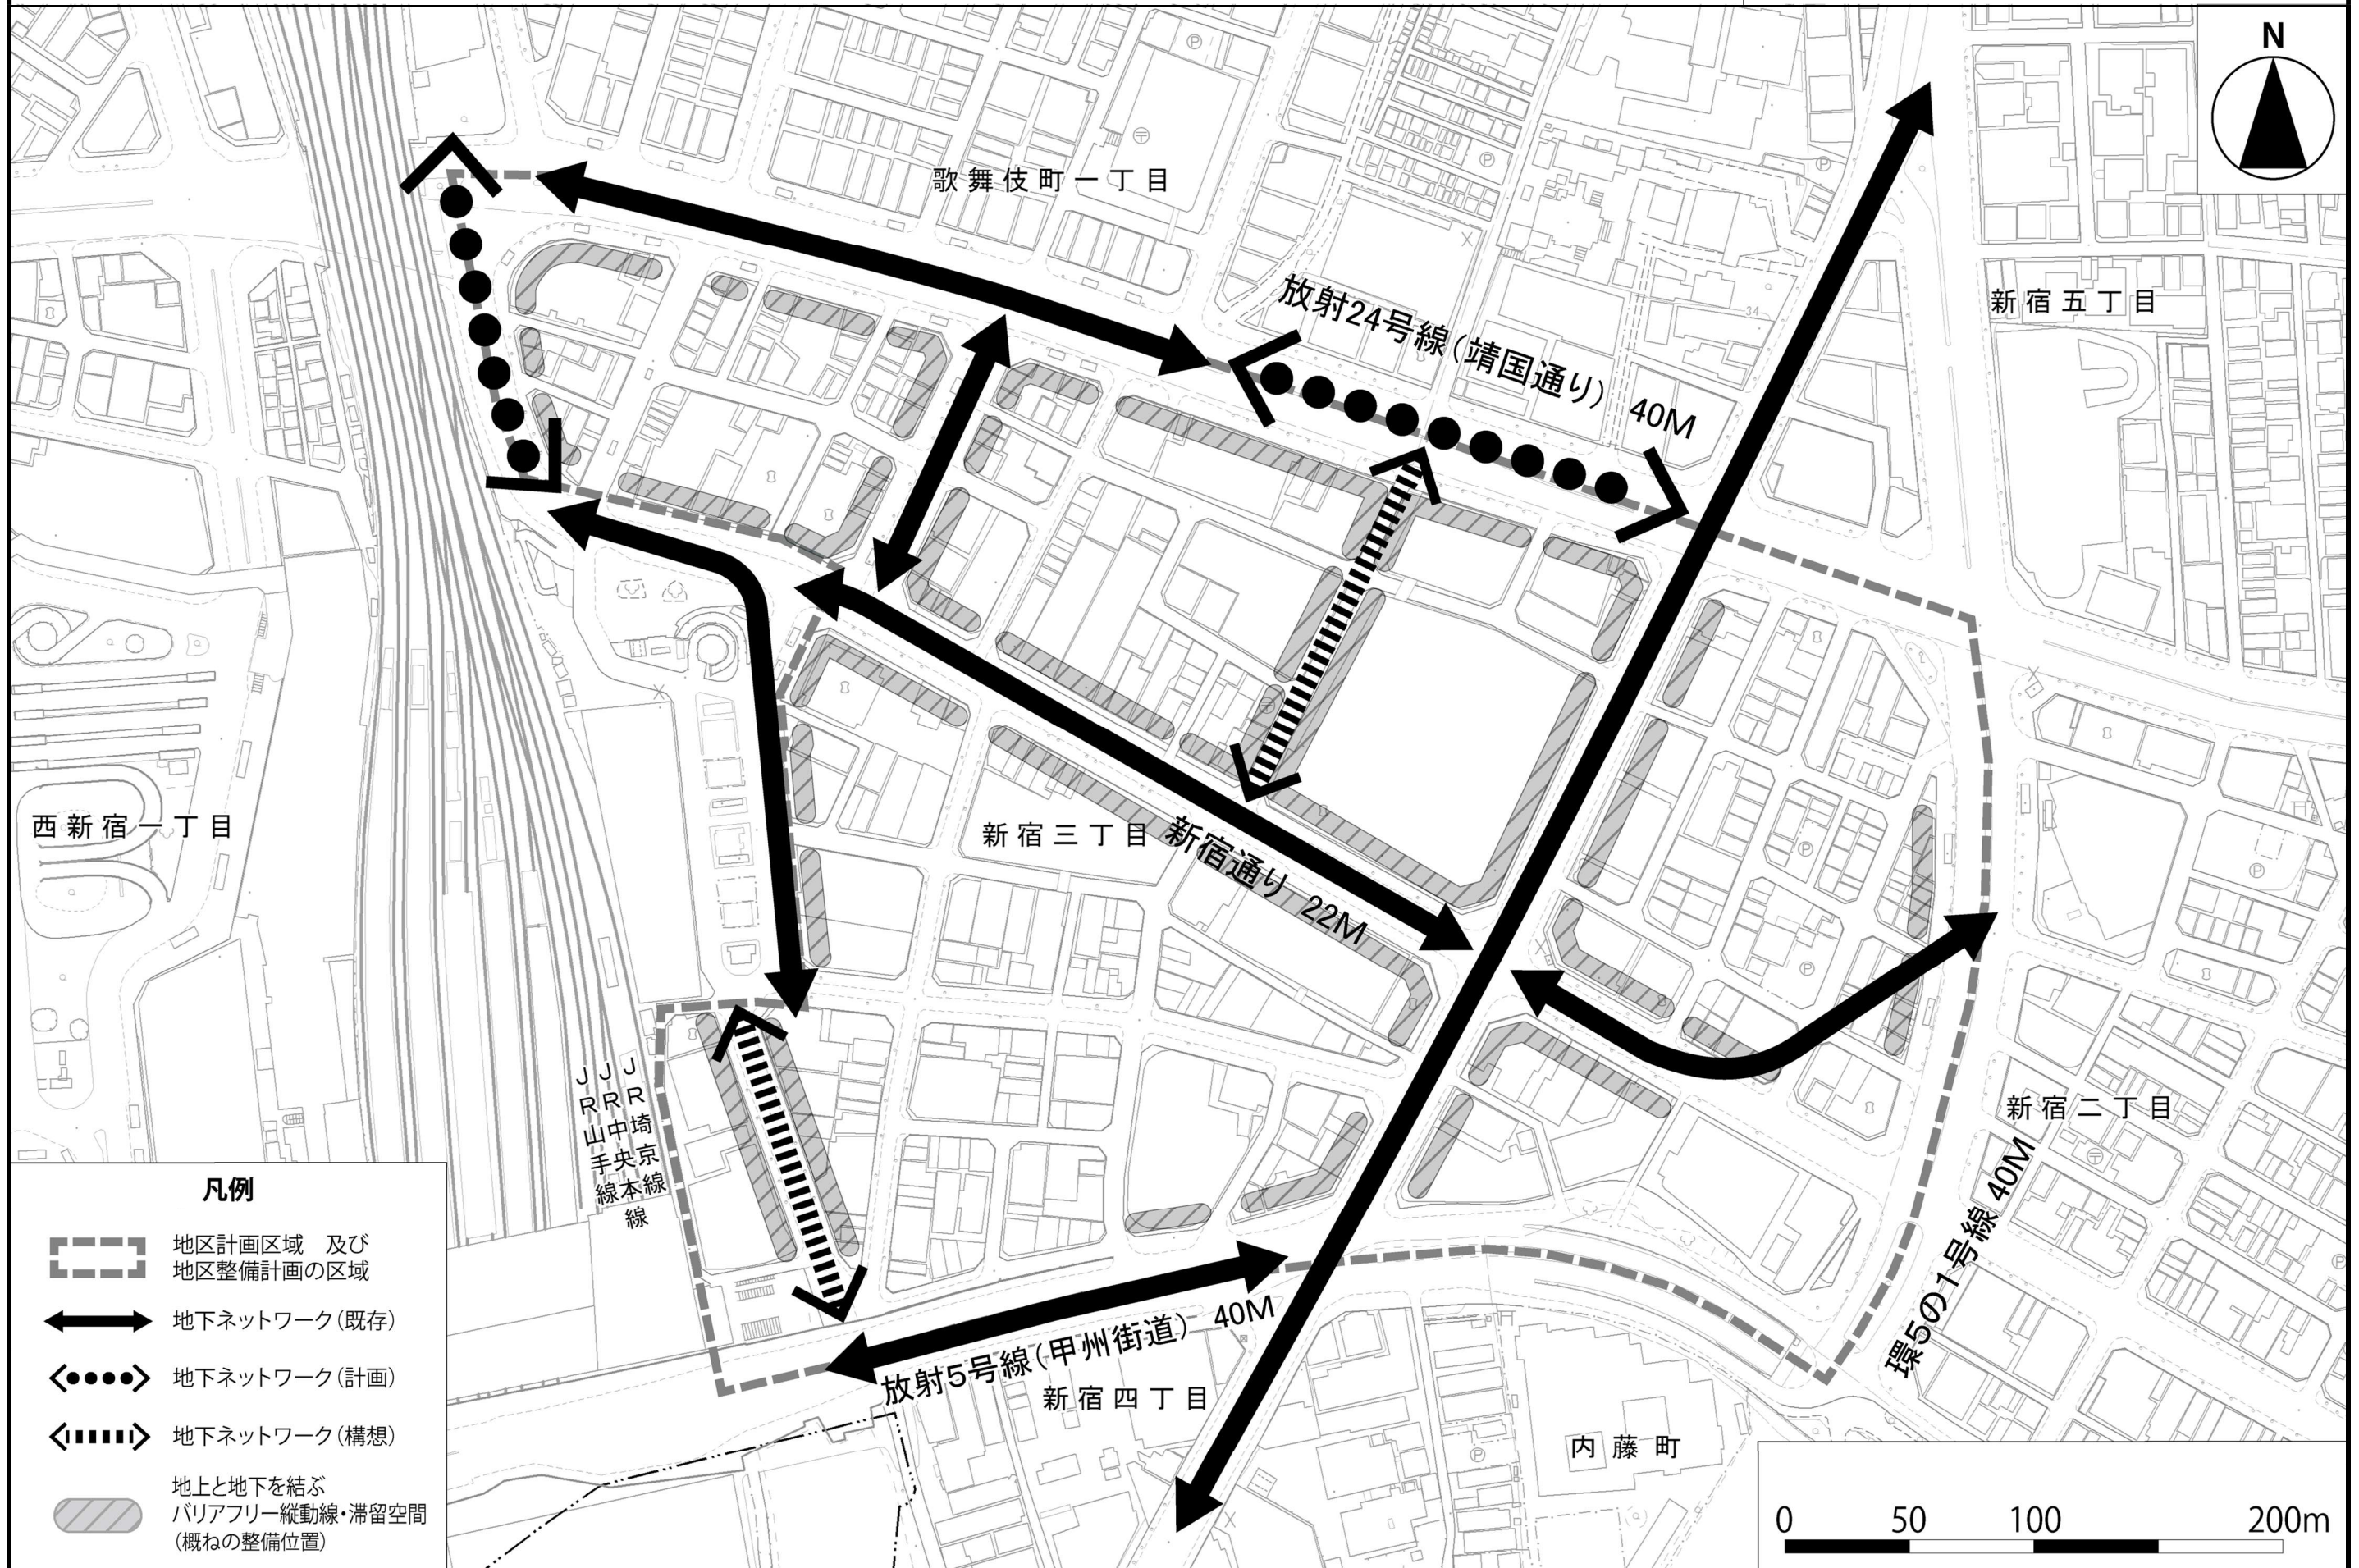 N
歌舞伎町一丁目
放射24号線(靖国通り) 40M
34
新宿五丁目
西新宿一丁目
新宿三丁目
新宿通り 22M
JR埼京線
JR中央本線
JR山手線
新宿二丁目
環5の1号線 40M
放射5号線(甲州街道) 40M
新宿四丁目
内藤町
凡例
地区計画区域 及び
地区整備計画の区域
地下ネットワーク(既存)
地下ネットワーク(計画)
地下ネットワーク(構想)
地上と地下を結ぶ
バリアフリー縦動線・滞留空間
(概ねの整備位置)
0 50 100 200m